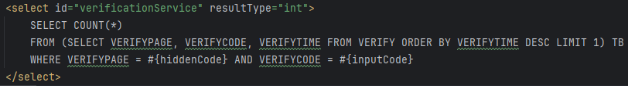 <select id="verificationService" resultType="int">
SELECT COUNT(*)
FROM (SELECT VERIFYPAGE, VERIFYCODE, VERIFYTIME FROM VERIFY ORDER BY VERIFYTIME DESC LIMIT 1) TB
WHERE VERIFYPAGE = #{hiddenCode} AND VERIFYCODE = #{inputCode}
</select>